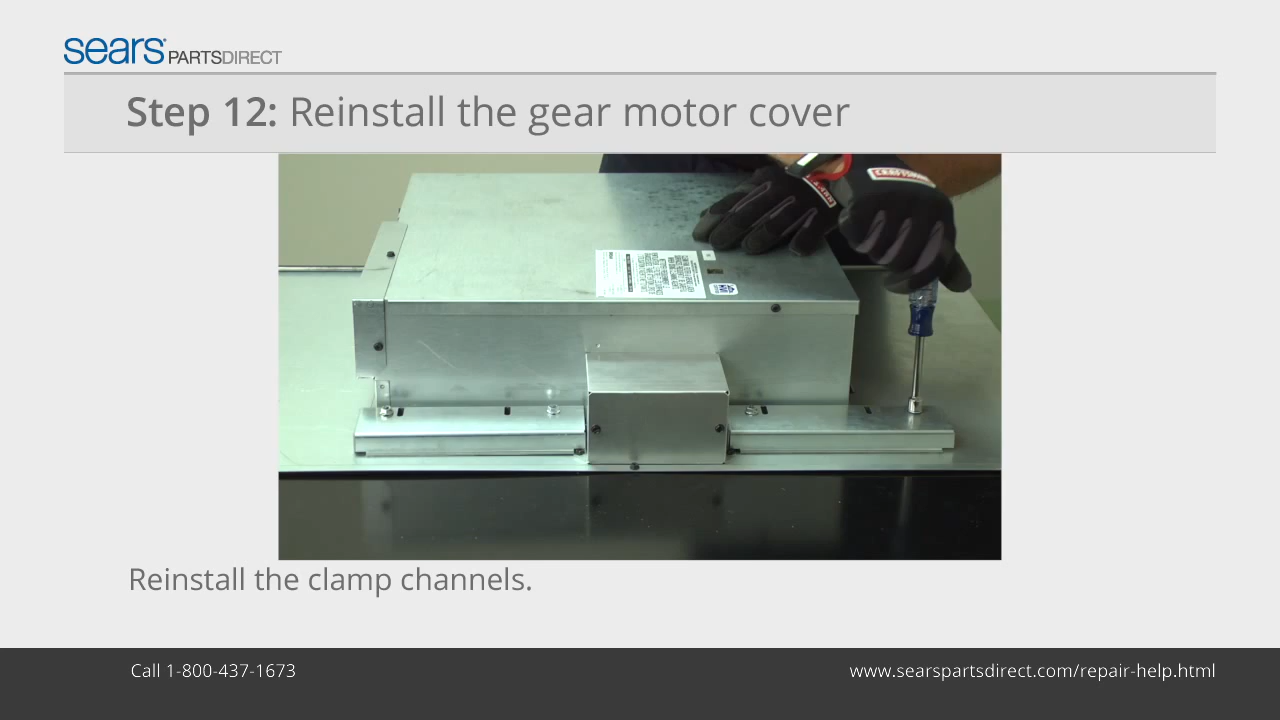 sears PARTSDIRECT
Step 12: Reinstall the gear motor cover
CRAFTSMAN
Reinstall the clamp channels.
Call 1-800-437-1673
www.searspartsdirect.com/repair-help.html